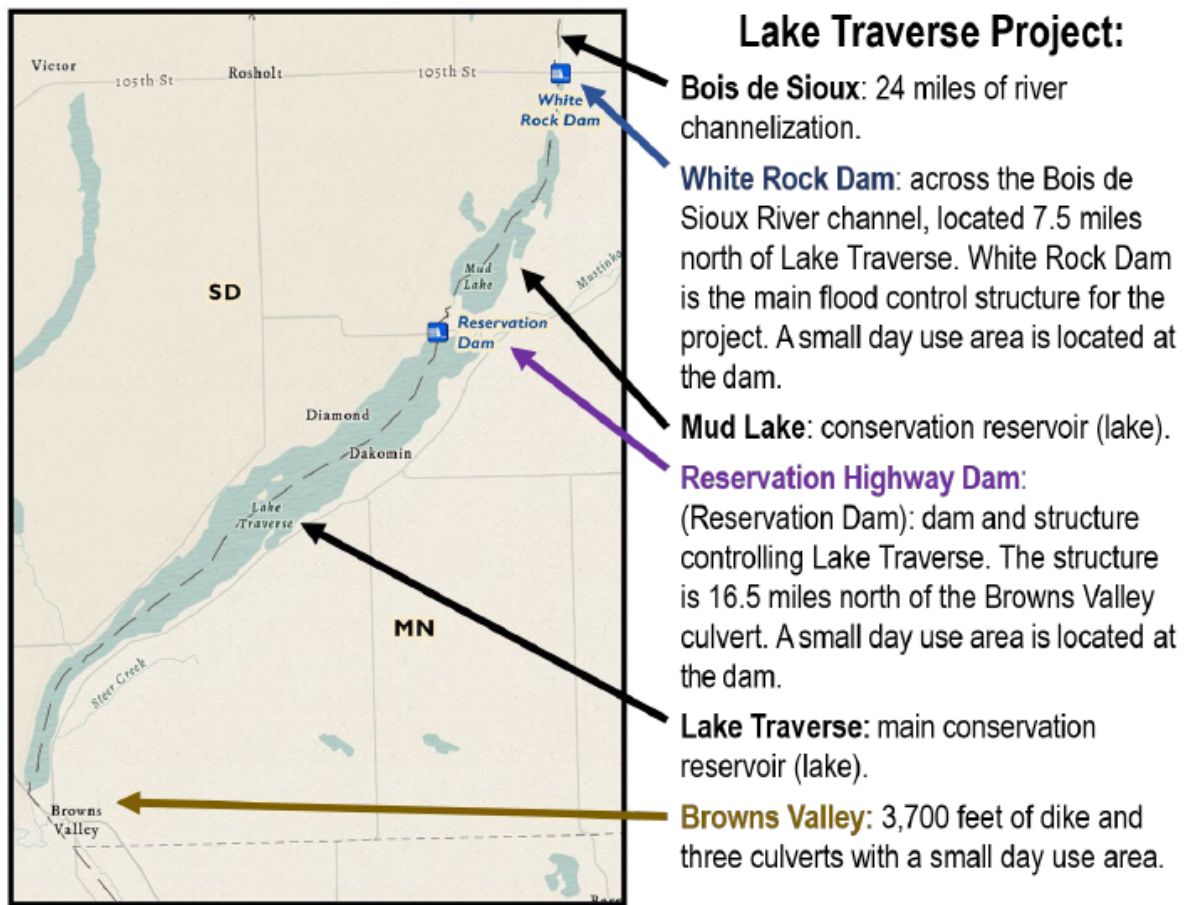 Victor
105th St
Rosholt
105th St
White
Rock Dam
Mud
Lake
SD
Reservation
Dam
Diamond
Dakomin
Lake
Traverse
MN
Steer Creek
Browns
Valley
Lake Traverse Project:
Bois de Sioux: 24 miles of river
channelization.
White Rock Dam: across the Bois de
Sioux River channel, located 7.5 miles
north of Lake Traverse. White Rock Dam
is the main flood control structure for the
project. A small day use area is located at
the dam.
Mud Lake: conservation reservoir (lake).
Reservation Highway Dam:
(Reservation Dam): dam and structure
controlling Lake Traverse. The structure
is 16.5 miles north of the Browns Valley
culvert. A small day use area is located at
the dam.
Lake Traverse: main conservation
reservoir (lake).
Browns Valley: 3,700 feet of dike and
three culverts with a small day use area.